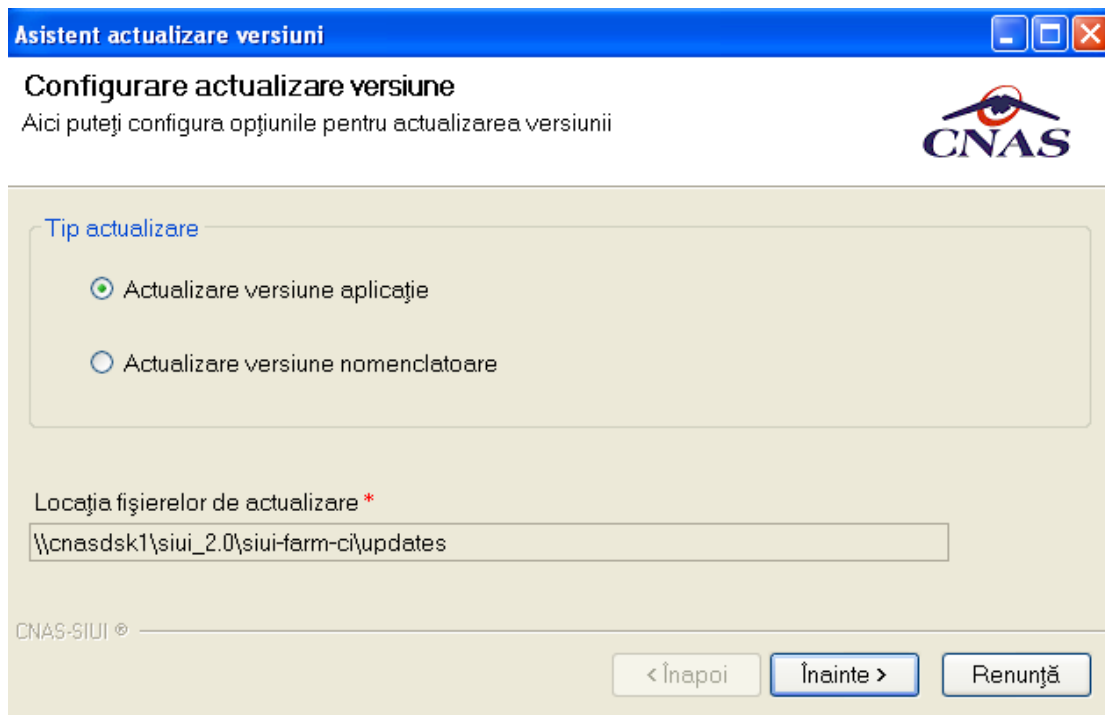 Asistent actualizare versiuni
Configurare actualizare versiune
Aici puteţi configura opţiunile pentru actualizarea versiunii
CNAS
Tip actualizare
Actualizare versiune aplicaţie
Actualizare versiune nomenclatoare
Locaţia fişierelor de actualizare *
\\cnasdsk1\siui_2.0\siui-farm-ci\updates
CNAS-SIUI ®
< Înapoi Înainte > Renunţă